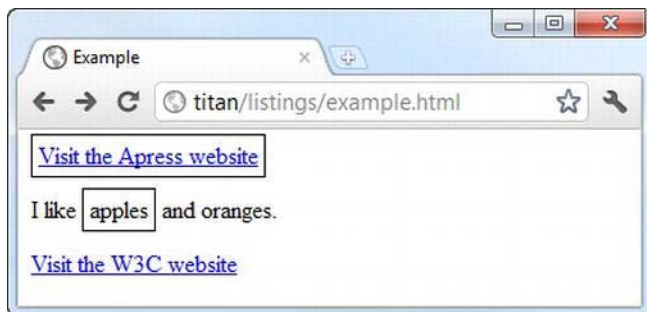 Example
titan/listings/example.html
Visit the Apress website
I like apples and oranges.
Visit the W3C website